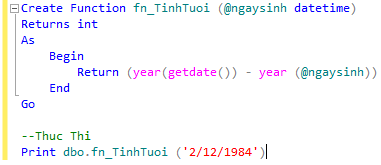 Create Function fn_TinhTuoi (@ngaysinh datetime)
Returns int
As
Begin
Return (year(getdate()) - year (@ngaysinh))
End
Go
--Thuc Thi
Print dbo.fn_TinhTuoi ('2/12/1984')